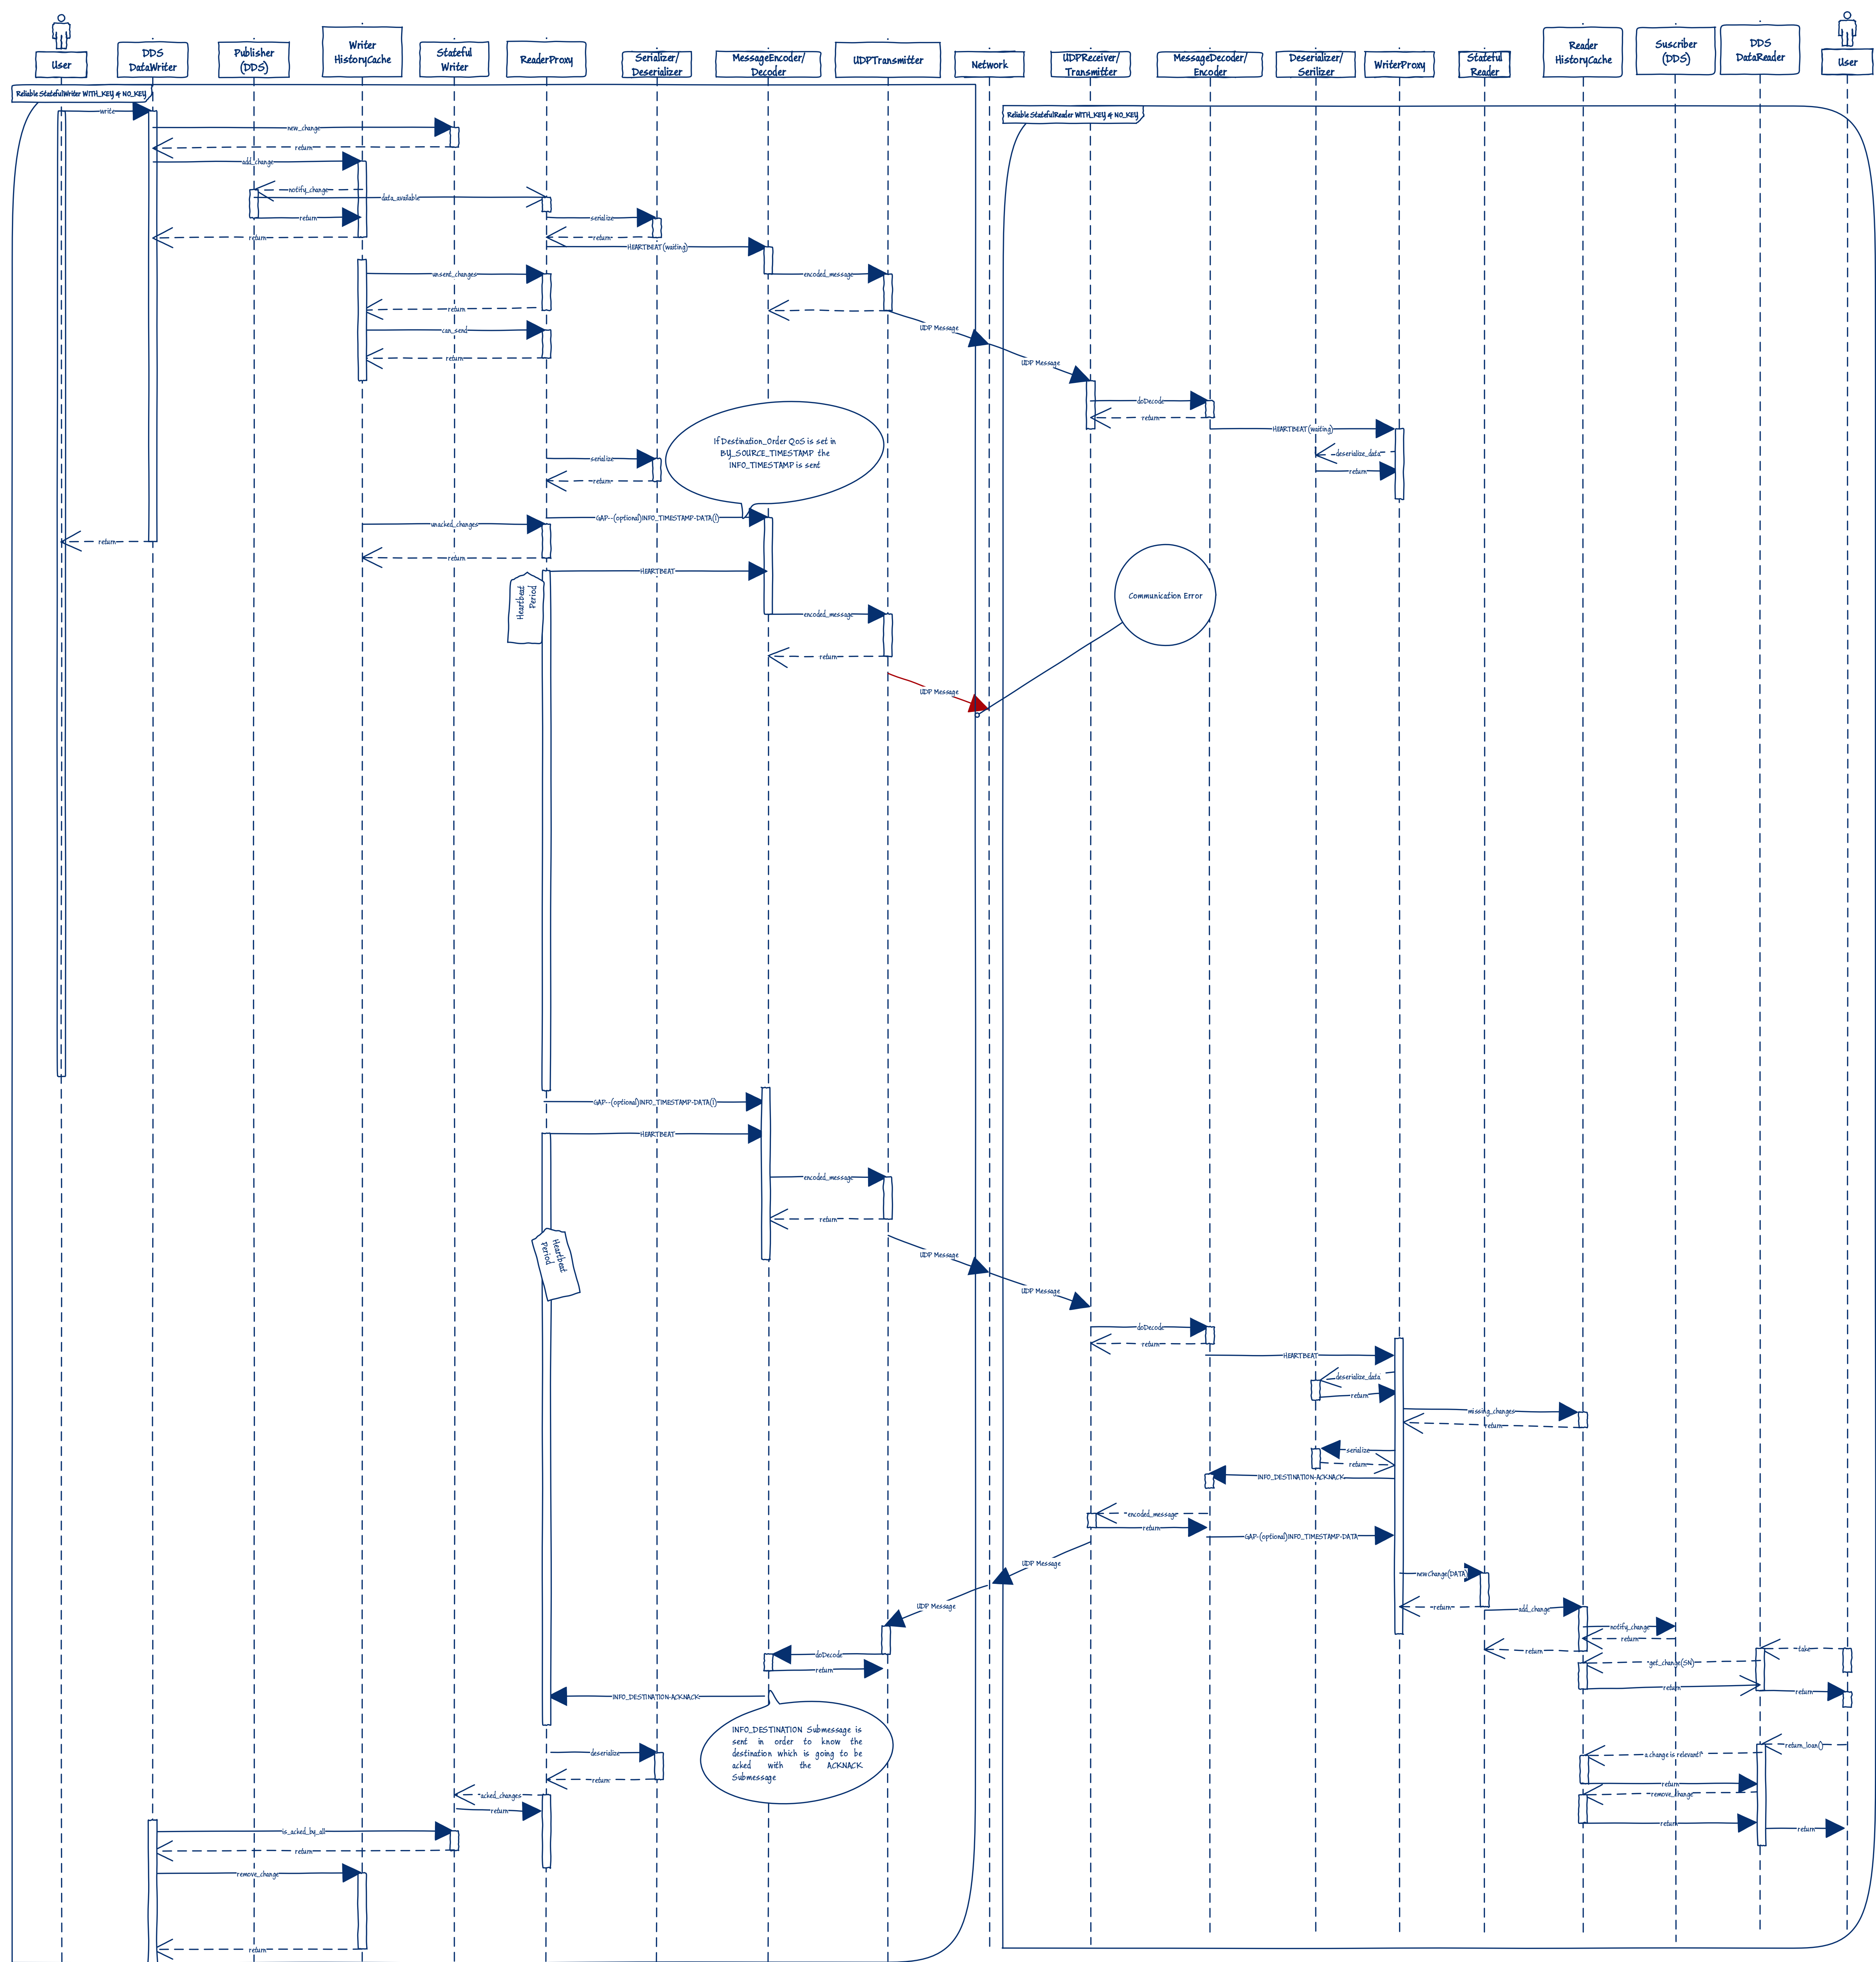 User
DDS
DataWriter
Publisher
(DDS)
Writer
HistoryCache
Stateful
Writer
ReaderProxy
Serializer/
Deserializer
MessageEncoder/
Decoder
UDPTransmitter
Network
UDPReceiver/
Transmitter
MessageDecoder/
Encoder
Deserializer/
Serilizer
WriterProxy
Stateful
Reader
Reader
HistoryCache
Suscriber
(DDS)
DDS
DataReader
User
Reliable StatefulWriter WITH_KEY & NO_KEY
Reliable StatefulReader WITH_KEY & NO_KEY
write
new_change
return
add_change
notify_change
data_available
return
serialize
return
return
HEARTBEAT(waiting)
unsent_changes
encoded_message
return
can_send
UDP Message
return
UDP Message
doDecode
return
HEARTBEAT(waiting)
If Destination_Order QoS is set in
BY_SOURCE_TIMESTAMP the
INFO_TIMESTAMP is sent
deserialize_data
serialize
return
return
GAP--(optional)INFO_TIMESTAMP-DATA(1)
unacked_changes
return
return
HEARTBEAT
Heartbeat
Period
Communication Error
encoded_message
return
UDP Message
GAP--(optional)INFO_TIMESTAMP-DATA(1)
HEARTBEAT
encoded_message
return
Heartbeat
Period
UDP Message
UDP Message
doDecode
return
HEARTBEAT
deserialize_data
return
missing_changes
return
serialize
return
INFO_DESTINATION-ACKNACK
encoded_message
return
GAP-(optional)INFO_TIMESTAMP-DATA
UDP Message
newChange(DATA)
UDP Message
return
add_change
notify_change
return
return
take
doDecode
return
get_change(SN)
return
return
INFO_DESTINATION-ACKNACK
INFO_DESTINATION Submessage is
sent in order to know the
destination which is going to be
acked with the ACKNACK
Submessage
return_loan()
deserialize
a change is relevant?
return
return
acked_changes
remove_change
return
return
return
is_acked_by_all
return
remove_change
return